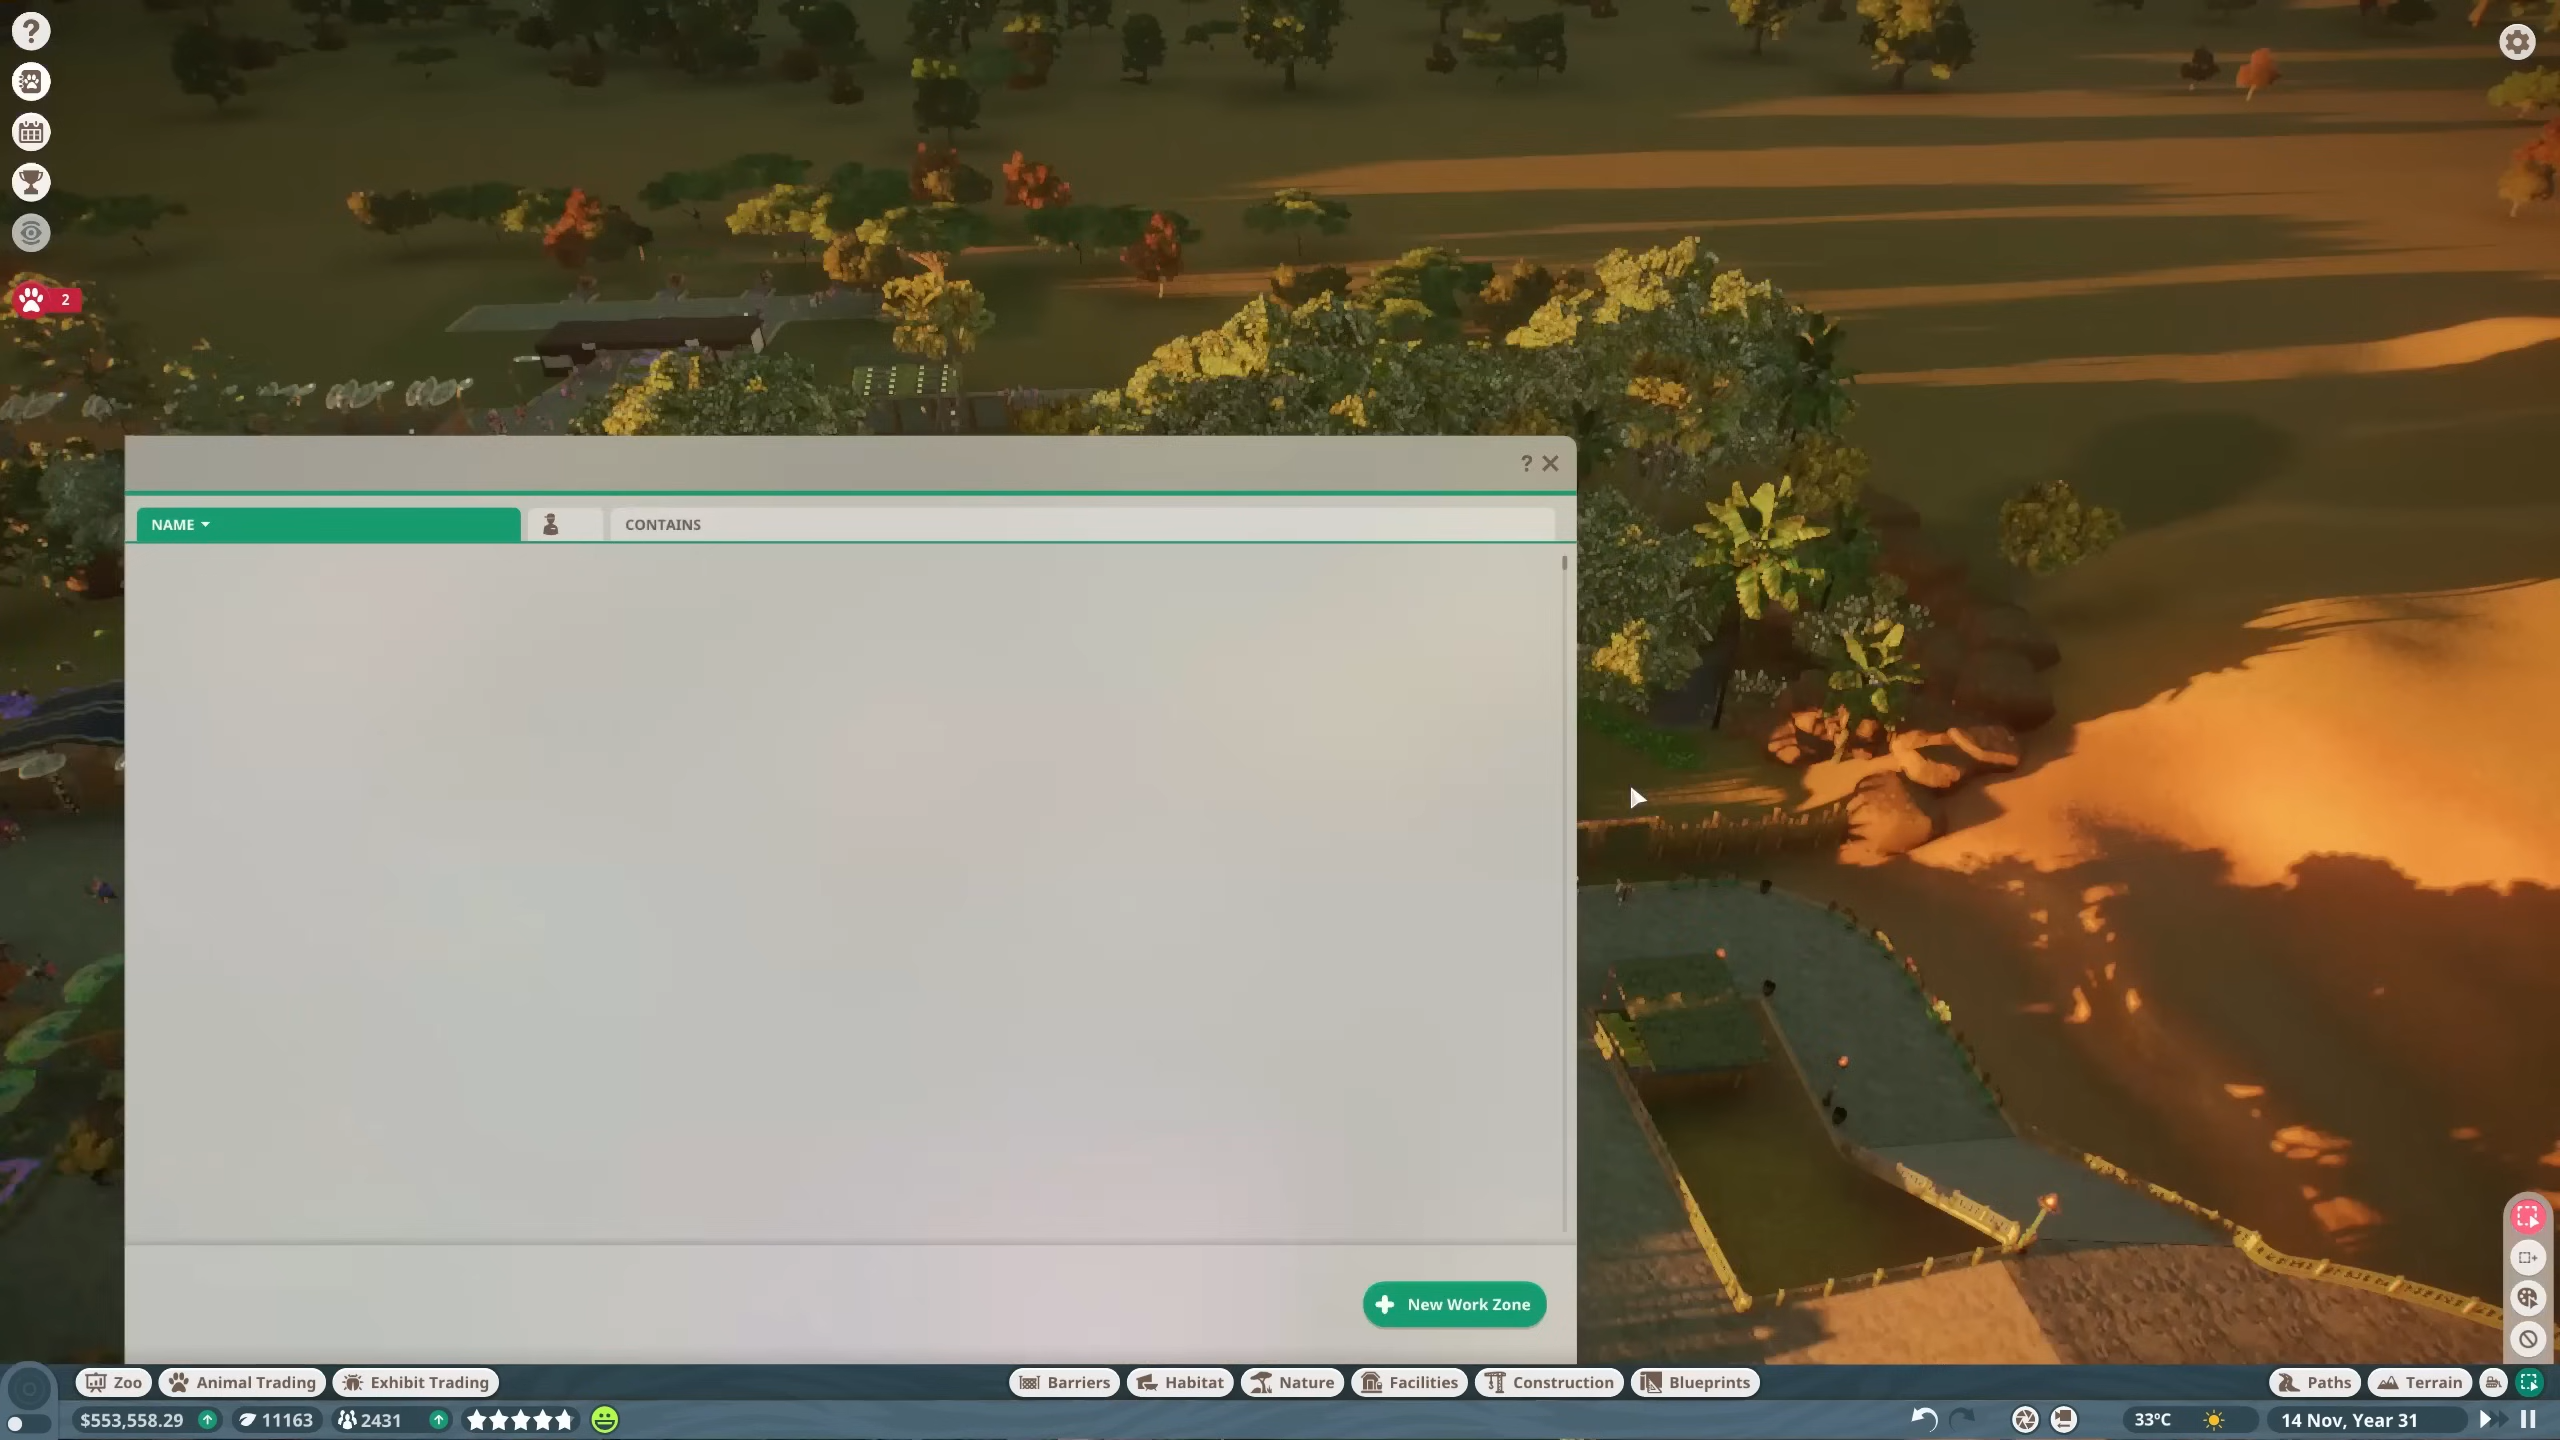 2
?
NAME
CONTAINS
New Work Zone
Zoo
Animal Trading
Exhibit Trading
Barriers
Habitat
Nature
Facilities
Construction
Blueprints
Paths
Terrain
$553,558.29
11163
2431
33°C
14 Nov, Year 31